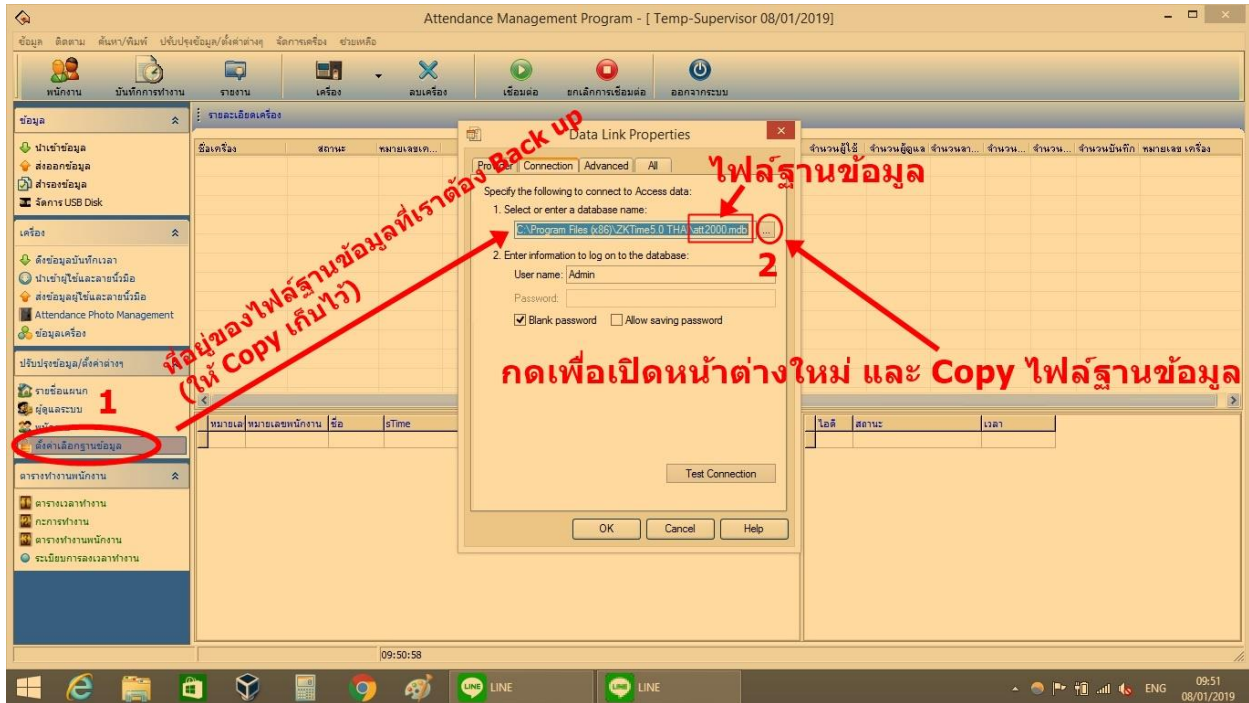 Attendance Management Program - [ Temp-Supervisor 08/01/2019]
ข้อมูล ติดตาม ค้นหา/พิมพ์ ปรับปรุงข้อมูล/ตั้งค่าต่างๆ จัดการเครื่อง ช่วยเหลือ
พนักงาน บันทึกการทำงาน รายงาน เครื่อง ลบเครื่อง เชื่อมต่อ ยกเลิกการเชื่อมต่อ ออกจากระบบ
ข้อมูล
นำเข้าข้อมูล
ส่งออกข้อมูล
สำรองข้อมูล
จัดการ USB Disk
เครื่อง
ดึงข้อมูลบันทึกเวลา
นำเข้าผู้ใช้และลายนิ้วมือ
ส่งข้อมูลผู้ใช้และลายนิ้วมือ
Attendance Photo Management
ข้อมูลเครื่อง
ปรับปรุงข้อมูล/ตั้งค่าต่างๆ
รายชื่อแผนก
ผู้ดูแลระบบ
1
ตั้งค่าเลือกฐานข้อมูล
ตารางทำงานพนักงาน
ตารางเวลาทำงาน
กะการทำงาน
ตารางทำงานพนักงาน
ระเบียบการลงเวลาทำงาน
รายละเอียดเครื่อง
ชื่อเครื่อง สถานะ หมายเลขเค...
จำนวนผู้ใช้ จำนวนผู้ดูแล จำนวนลา... จำนวน... จำนวน... จำนวนบันทึก หมายเลข เครื่อง
ที่อยู่ของไฟล์ฐานข้อมูลที่เราต้อง Back up
(ให้ Copy เก็บไว้)
Data Link Properties
Provider Connection Advanced All
ไฟล์ฐานข้อมูล
Specify the following to connect to Access data:
1. Select or enter a database name:
C:\Program Files (x86)\ZKTime5.0 THAI\att2000.mdb ...
2. Enter information to log on to the database:
2
User name: Admin
Password:
Blank password Allow saving password
กดเพื่อเปิดหน้าต่างใหม่ และ Copy ไฟล์ฐานข้อมูล
Test Connection
OK Cancel Help
หมายเล หมายเลขพนักงาน ชื่อ sTime
ไอดี สถานะ เวลา
09:50:58
LINE LINE
ENG 09:51
08/01/2019